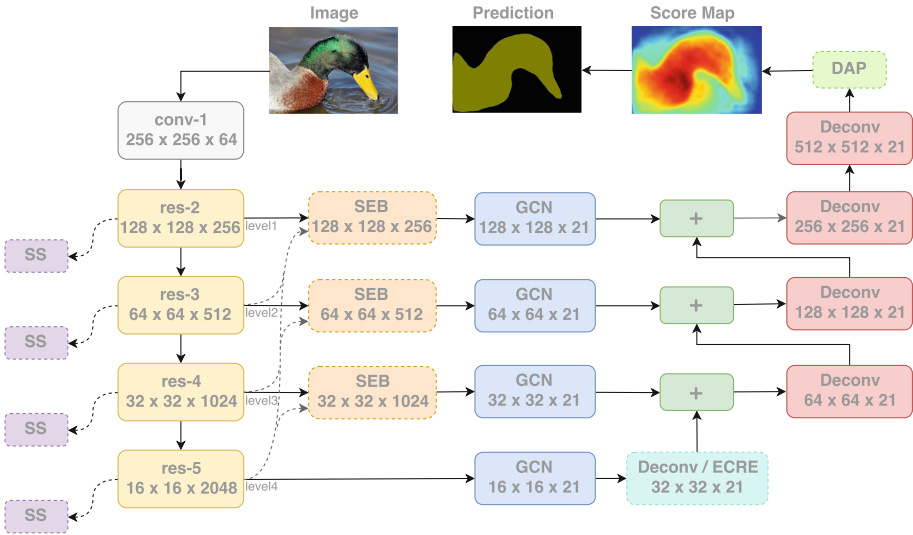 Image
Prediction
Score Map
DAP
conv-1
256 x 256 x 64
Deconv
512 x 512 x 21
res-2
128 x 128 x 256
level1
SEB
128 x 128 x 256
GCN
128 x 128 x 21
+
Deconv
256 x 256 x 21
SS
res-3
64 x 64 x 512
level2
SEB
64 x 64 x 512
GCN
64 x 64 x 21
+
Deconv
128 x 128 x 21
SS
res-4
32 x 32 x 1024
level3
SEB
32 x 32 x 1024
GCN
32 x 32 x 21
+
Deconv
64 x 64 x 21
SS
res-5
16 x 16 x 2048
level4
GCN
16 x 16 x 21
Deconv / ECRE
32 x 32 x 21
SS